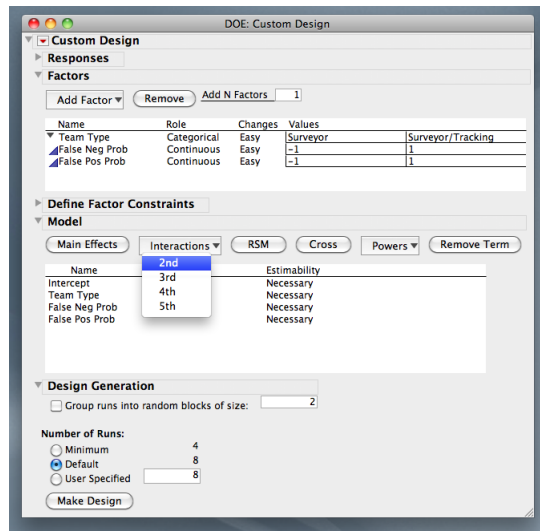 DOE: Custom Design
Custom Design
Responses
Factors
Add Factor Remove Add N Factors 1
Name Role Changes Values
Team Type Categorical Easy Surveyor Surveyor/Tracking
False Neg Prob Continuous Easy -1 1
False Pos Prob Continuous Easy -1 1
Define Factor Constraints
Model
Main Effects Interactions RSM Cross Powers Remove Term
2nd
3rd
4th
5th
Name Estimability
Intercept Necessary
Team Type Necessary
False Neg Prob Necessary
False Pos Prob Necessary
Design Generation
Group runs into random blocks of size: 2
Number of Runs:
Minimum 4
Default 8
User Specified 8
Make Design